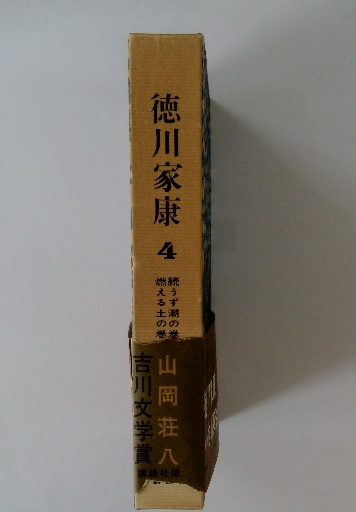 徳川家康
4
続うず潮の巻
燃える土の巻
山岡荘八
吉川文学賞
講談社版